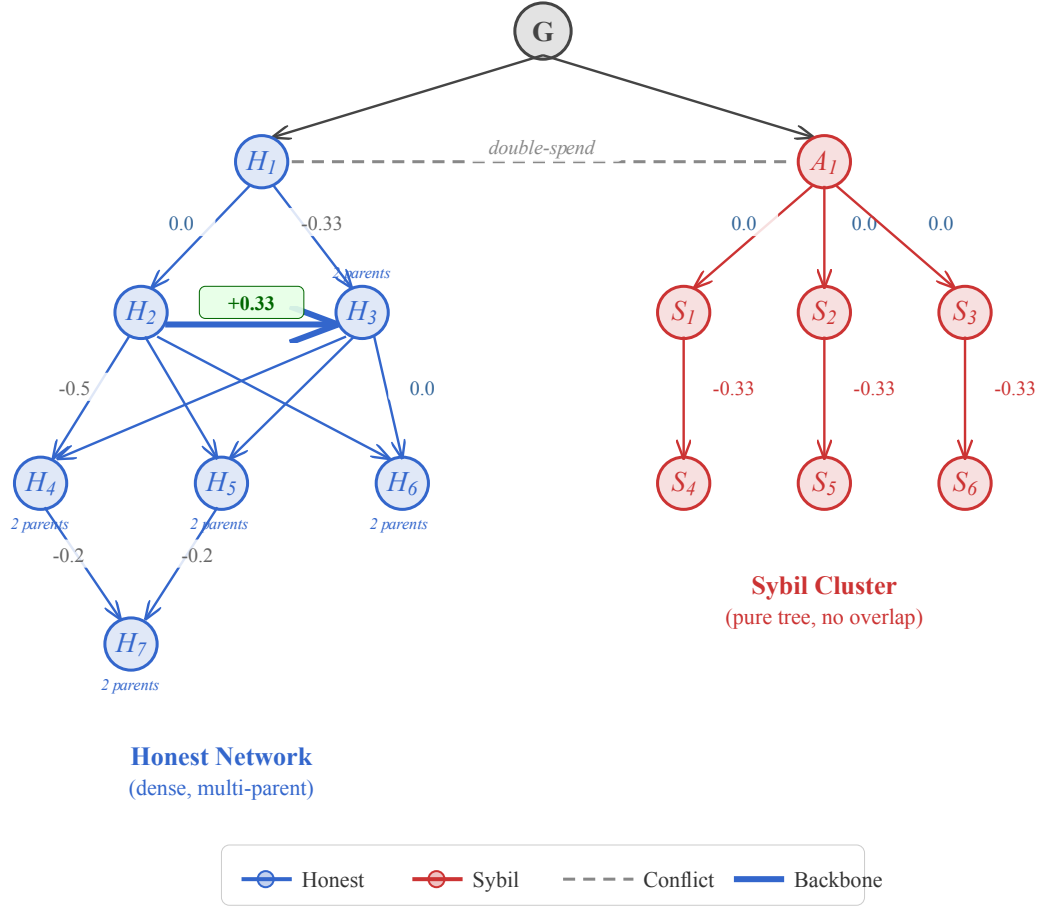 G
H1
double-spend
A1
0.0
-0.33
0.0
0.0
0.0
2 parents
+0.33
H2
H3
S1
S2
S3
-0.5
0.0
-0.33
-0.33
-0.33
H4
H5
H6
S4
S5
S6
2 parents
2 parents
2 parents
-0.2
-0.2
Sybil Cluster
(pure tree, no overlap)
H7
2 parents
Honest Network
(dense, multi-parent)
Honest
Sybil
Conflict
Backbone